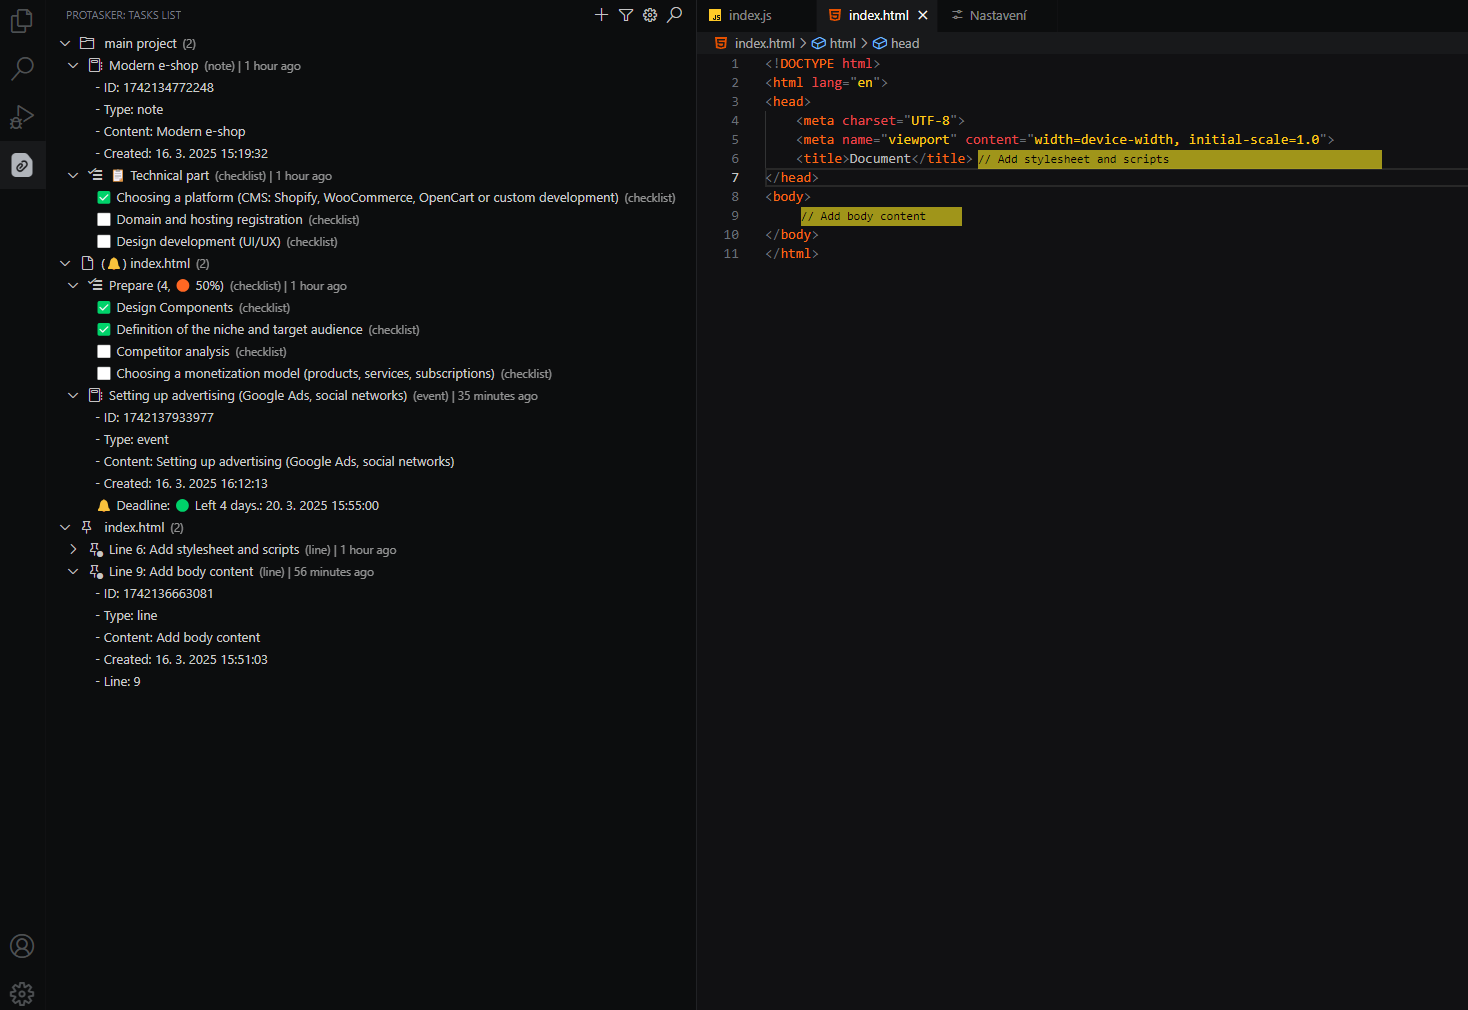 PROTASKER: TASKS LIST
main project (2)
Modern e-shop (note) | 1 hour ago
- ID: 1742134772248
- Type: note
- Content: Modern e-shop
- Created: 16. 3. 2025 15:19:32
Technical part (checklist) | 1 hour ago
Choosing a platform (CMS: Shopify, WooCommerce, OpenCart or custom development) (checklist)
Domain and hosting registration (checklist)
Design development (UI/UX) (checklist)
(🔔) index.html (2)
Prepare (4, 🟠 50%) (checklist) | 1 hour ago
Design Components (checklist)
Definition of the niche and target audience (checklist)
Competitor analysis (checklist)
Choosing a monetization model (products, services, subscriptions) (checklist)
Setting up advertising (Google Ads, social networks) (event) | 35 minutes ago
- ID: 1742137933977
- Type: event
- Content: Setting up advertising (Google Ads, social networks)
- Created: 16. 3. 2025 16:12:13
🔔 Deadline: 🟢 Left 4 days.: 20. 3. 2025 15:55:00
index.html (2)
Line 6: Add stylesheet and scripts (line) | 1 hour ago
Line 9: Add body content (line) | 56 minutes ago
- ID: 1742136663081
- Type: line
- Content: Add body content
- Created: 16. 3. 2025 15:51:03
- Line: 9
JS index.js
index.html
Nastavení
index.html > html > head
1 <!DOCTYPE html>
2 <html lang="en">
3 <head>
4 <meta charset="UTF-8">
5 <meta name="viewport" content="width=device-width, initial-scale=1.0">
6 <title>Document</title> // Add stylesheet and scripts
7 </head>
8 <body>
9 // Add body content
10 </body>
11 </html>